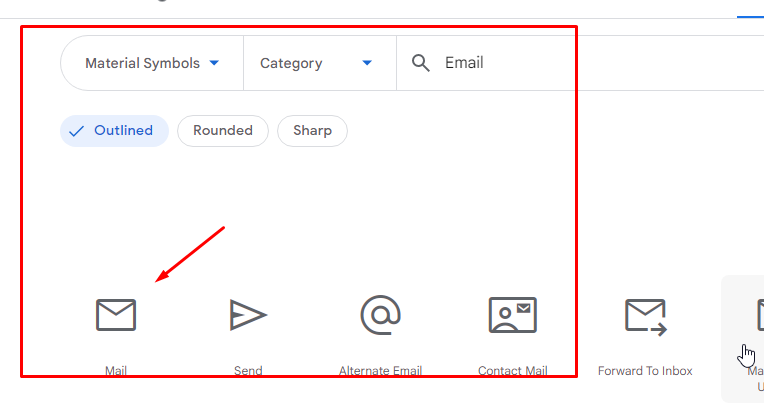 Material Symbols Category Email
Outlined Rounded Sharp
Mail Send Alternate Email Contact Mail Forward To Inbox